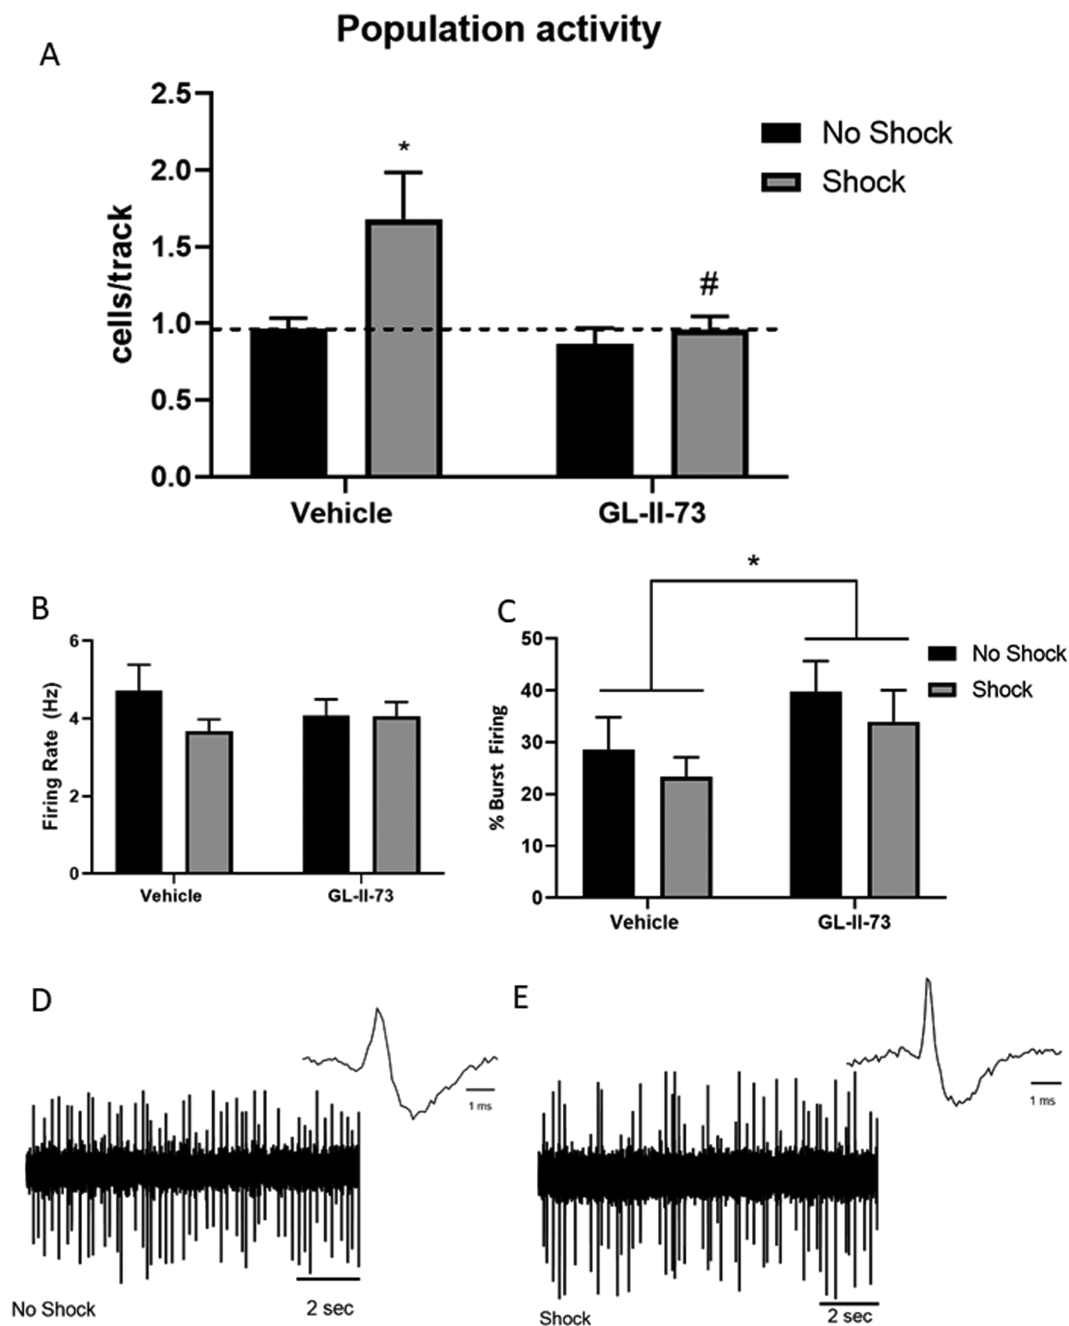 Population activity
A
2.5
2.0
1.5
1.0
0.5
0.0
cells/track
*
#
No Shock
Shock
Vehicle GL-II-73
B
6
4
2
0
Firing Rate (Hz)
Vehicle GL-II-73
C
*
50
40
30
20
10
0
% Burst Firing
No Shock
Shock
Vehicle GL-II-73
D
1 ms
No Shock 2 sec
E
1 ms
Shock 2 sec